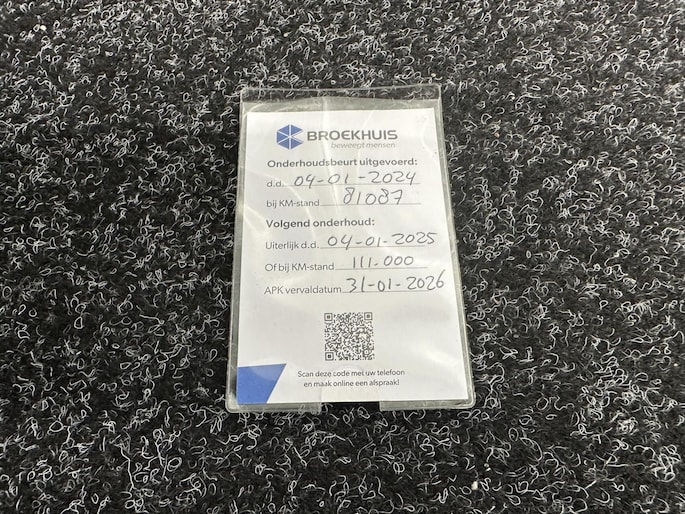 BROEKHUIS
beweegt mensen
Onderhoudsbeurt uitgevoerd:
d.d. 04-01-2024
bij KM-stand 81087
Volgend onderhoud:
Uiterlijk d.d. 04-01-2025
Of bij KM-stand 111.000
APK vervaldatum 31-01-2026
Scan deze code met uw telefoon
en maak online een afspraak!